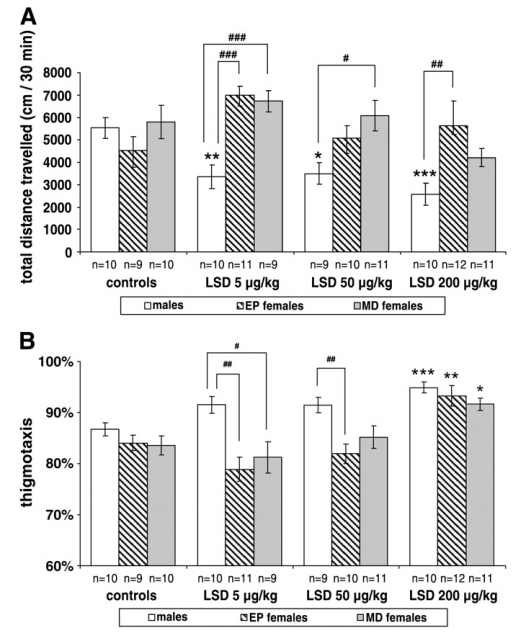 A
total distance travelled (cm / 30 min)
###
###
#
##
8000
7000
6000
5000
4000
3000
2000
1000
0
**
*
***
n=10 n=9 n=10
n=10 n=11 n=9
n=9 n=10 n=11
n=10 n=12 n=11
controls
LSD 5 µg/kg
LSD 50 µg/kg
LSD 200 µg/kg
males
EP females
MD females
B
thigmotaxis
#
##
##
100%
90%
80%
70%
60%
***
**
*
n=10 n=9 n=10
n=10 n=11 n=9
n=9 n=10 n=11
n=10 n=12 n=11
controls
LSD 5 µg/kg
LSD 50 µg/kg
LSD 200 µg/kg
males
EP females
MD females